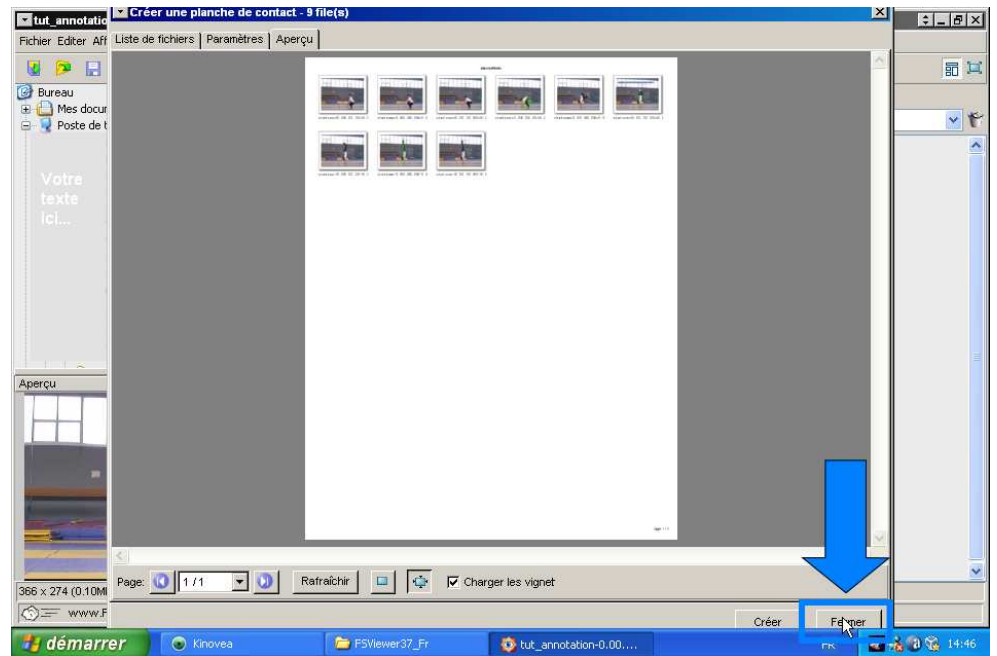 tut_annotatio
Créer une planche de contact - 9 file(s)
Fichier Editer Aff
Liste de fichiers
Paramètres
Aperçu
Bureau
Mes docur
Poste de t
Votre
texte
ici...
Aperçu
Page:
1 / 1
Rafraîchir
Charger les vignet
366 x 274 (0.10M
www.F
Créer
Fermer
démarrer
Kinovea
FSViewer37_Fr
tut_annotation-0.00....
FR
14:46